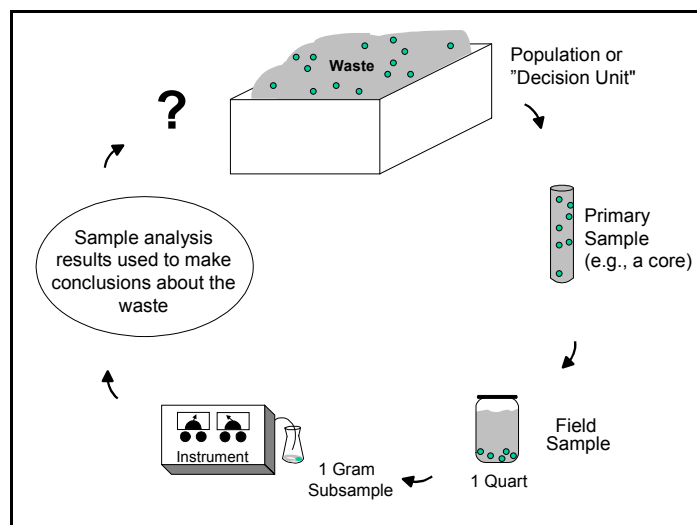 Waste
Population or
”Decision Unit"
?
Primary
Sample
(e.g., a core)
Sample analysis
results used to make
conclusions about the
waste
Field
Sample
1 Quart
1 Gram
Subsample
Instrument